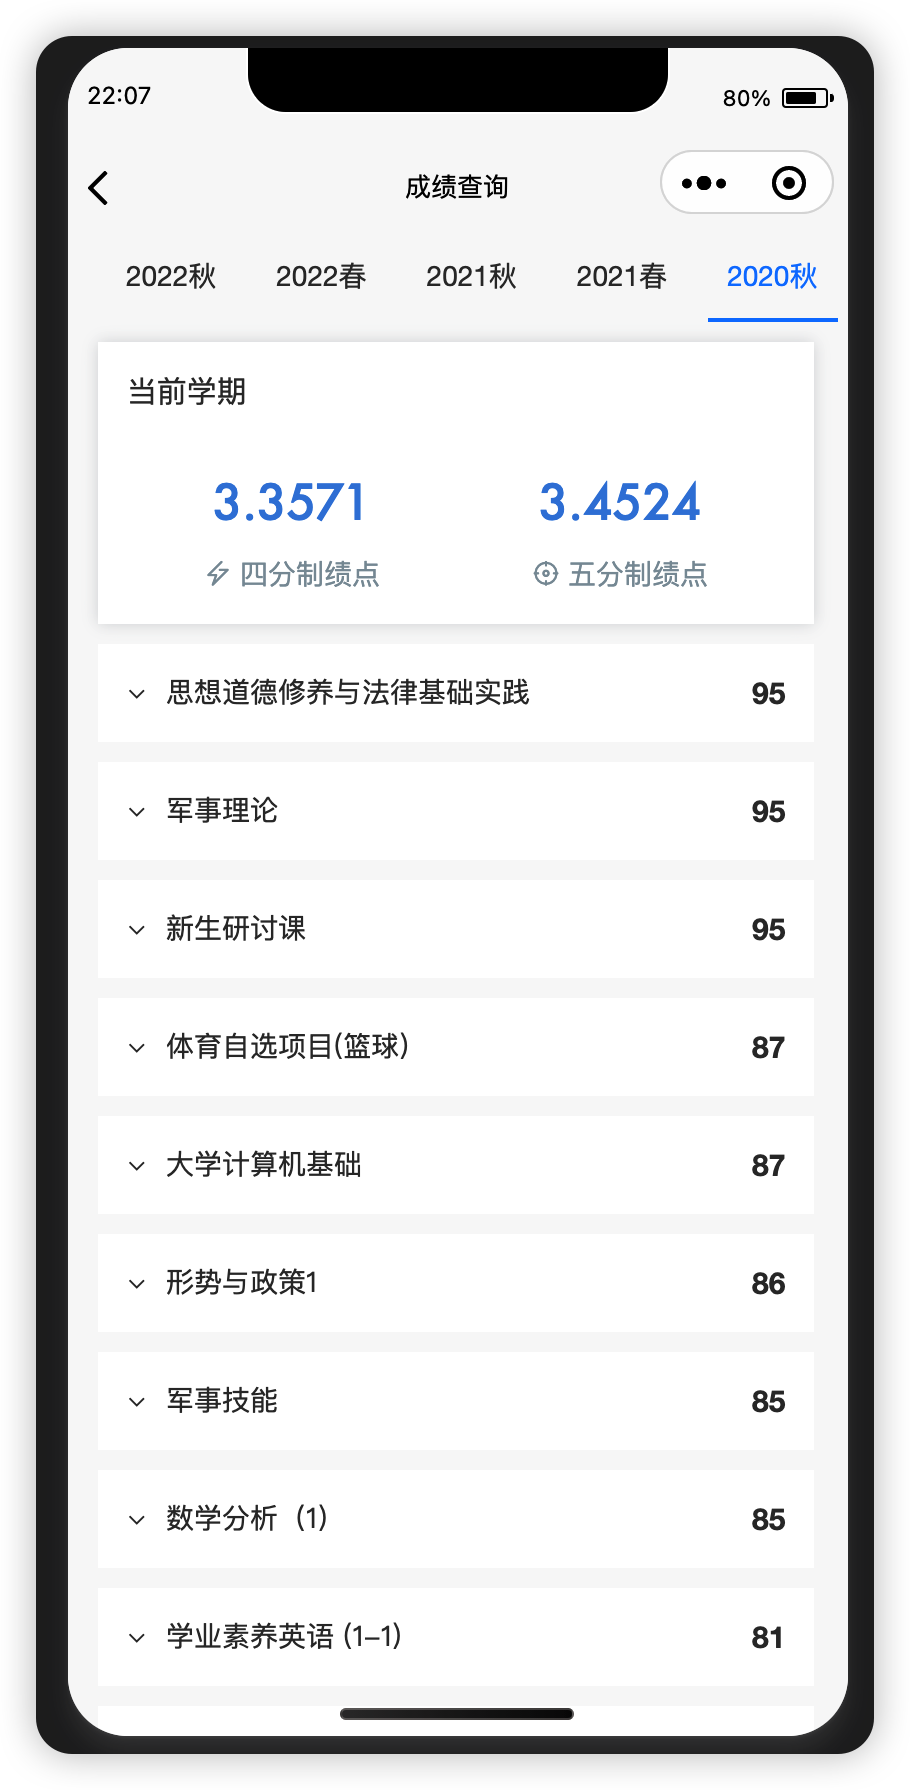 22:07
80%
成绩查询
2022秋 2022春 2021秋 2021春 2020秋
当前学期
3.3571 3.4524
四分制绩点 五分制绩点
思想道德修养与法律基础实践 95
军事理论 95
新生研讨课 95
体育自选项目(篮球) 87
大学计算机基础 87
形势与政策1 86
军事技能 85
数学分析（1) 85
学业素养英语 (1-1) 81